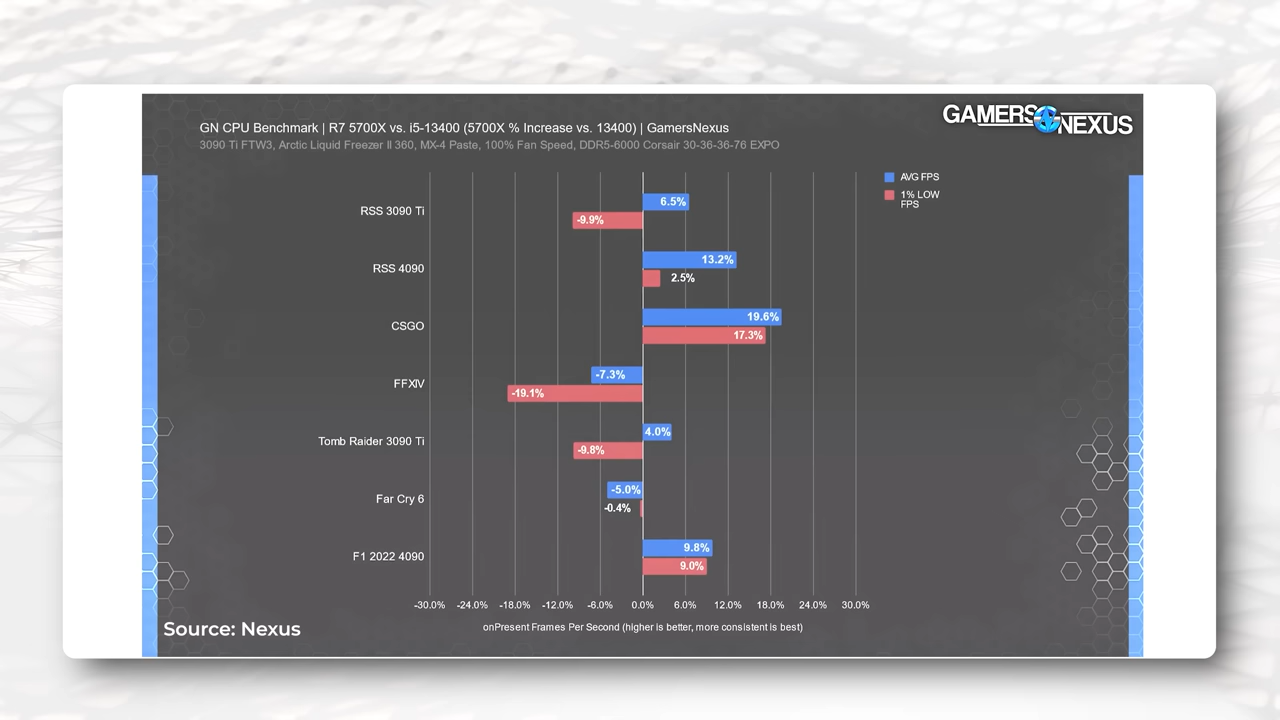 GAMERS NEXUS
GN CPU Benchmark | R7 5700X vs. i5-13400 (5700X % Increase vs. 13400) | GamersNexus
3090 Ti FTW3, Arctic Liquid Freezer II 360, MX-4 Paste, 100% Fan Speed, DDR5-6000 Corsair 30-36-36-76 EXPO
AVG FPS
1% LOW
FPS
RSS 3090 Ti
6.5%
-9.9%
RSS 4090
13.2%
2.5%
CSGO
19.6%
17.3%
FFXIV
-7.3%
-19.1%
Tomb Raider 3090 Ti
4.0%
-9.8%
Far Cry 6
-5.0%
-0.4%
F1 2022 4090
9.8%
9.0%
-30.0% -24.0% -18.0% -12.0% -6.0% 0.0% 6.0% 12.0% 18.0% 24.0% 30.0%
onPresent Frames Per Second (higher is better, more consistent is best)
Source: Nexus